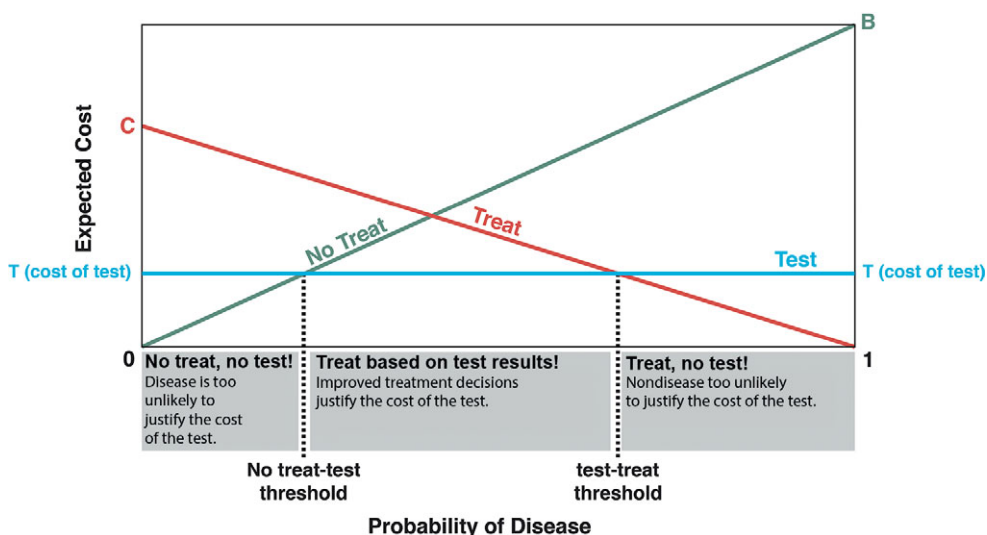 B
C
Expected Cost
No Treat
Treat
Test
T (cost of test)
T (cost of test)
0
1
No treat, no test!
Disease is too
unlikely to
justify the cost
of the test.
Treat based on test results!
Improved treatment decisions
justify the cost of the test.
Treat, no test!
Nondisease too unlikely
to justify the cost of the test.
No treat-test
threshold
test-treat
threshold
Probability of Disease